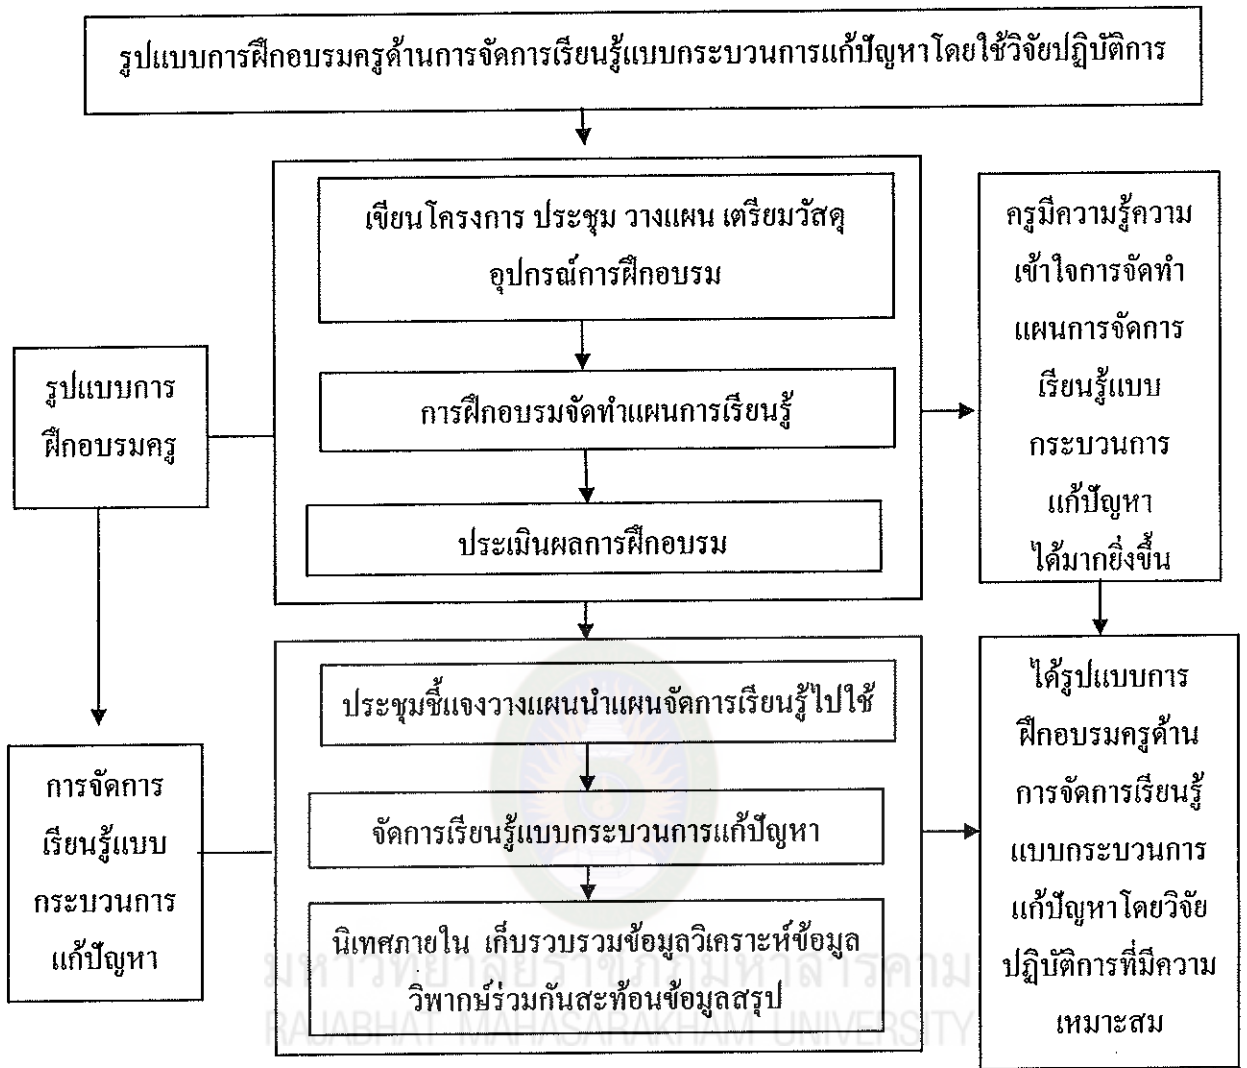 รูปแบบการฝึกอบรมครูด้านการจัดการเรียนรู้แบบกระบวนการแก้ปัญหาโดยใช้วิจัยปฏิบัติการ
เขียนโครงการ ประชุม วางแผน เตรียมวัสดุ
อุปกรณ์การฝึกอบรม
การฝึกอบรมจัดทำแผนการเรียนรู้
ประเมินผลการฝึกอบรม
รูปแบบการ
ฝึกอบรมครู
ครูมีความรู้ความ
เข้าใจการจัดทำ
แผนการจัดการ
เรียนรู้แบบ
กระบวนการ
แก้ปัญหา
ได้มากยิ่งขึ้น
ประชุมชี้แจงวางแผนนำแผนจัดการเรียนรู้ไปใช้
จัดการเรียนรู้แบบกระบวนการแก้ปัญหา
นิเทศภายใน เก็บรวบรวมข้อมูลวิเคราะห์ข้อมูล
วิพากษ์ร่วมกันสะท้อนข้อมูลสรุป
การจัดการ
เรียนรู้แบบ
กระบวนการ
แก้ปัญหา
ได้รูปแบบการ
ฝึกอบรมครูด้าน
การจัดการเรียนรู้
แบบกระบวนการ
แก้ปัญหาโดยวิจัย
ปฏิบัติการที่มีความ
เหมาะสม
มหาวิทยาลัยราชภัฏมหาสารคาม
RAJABHAT MAHASARAKHAM UNIVERSITY